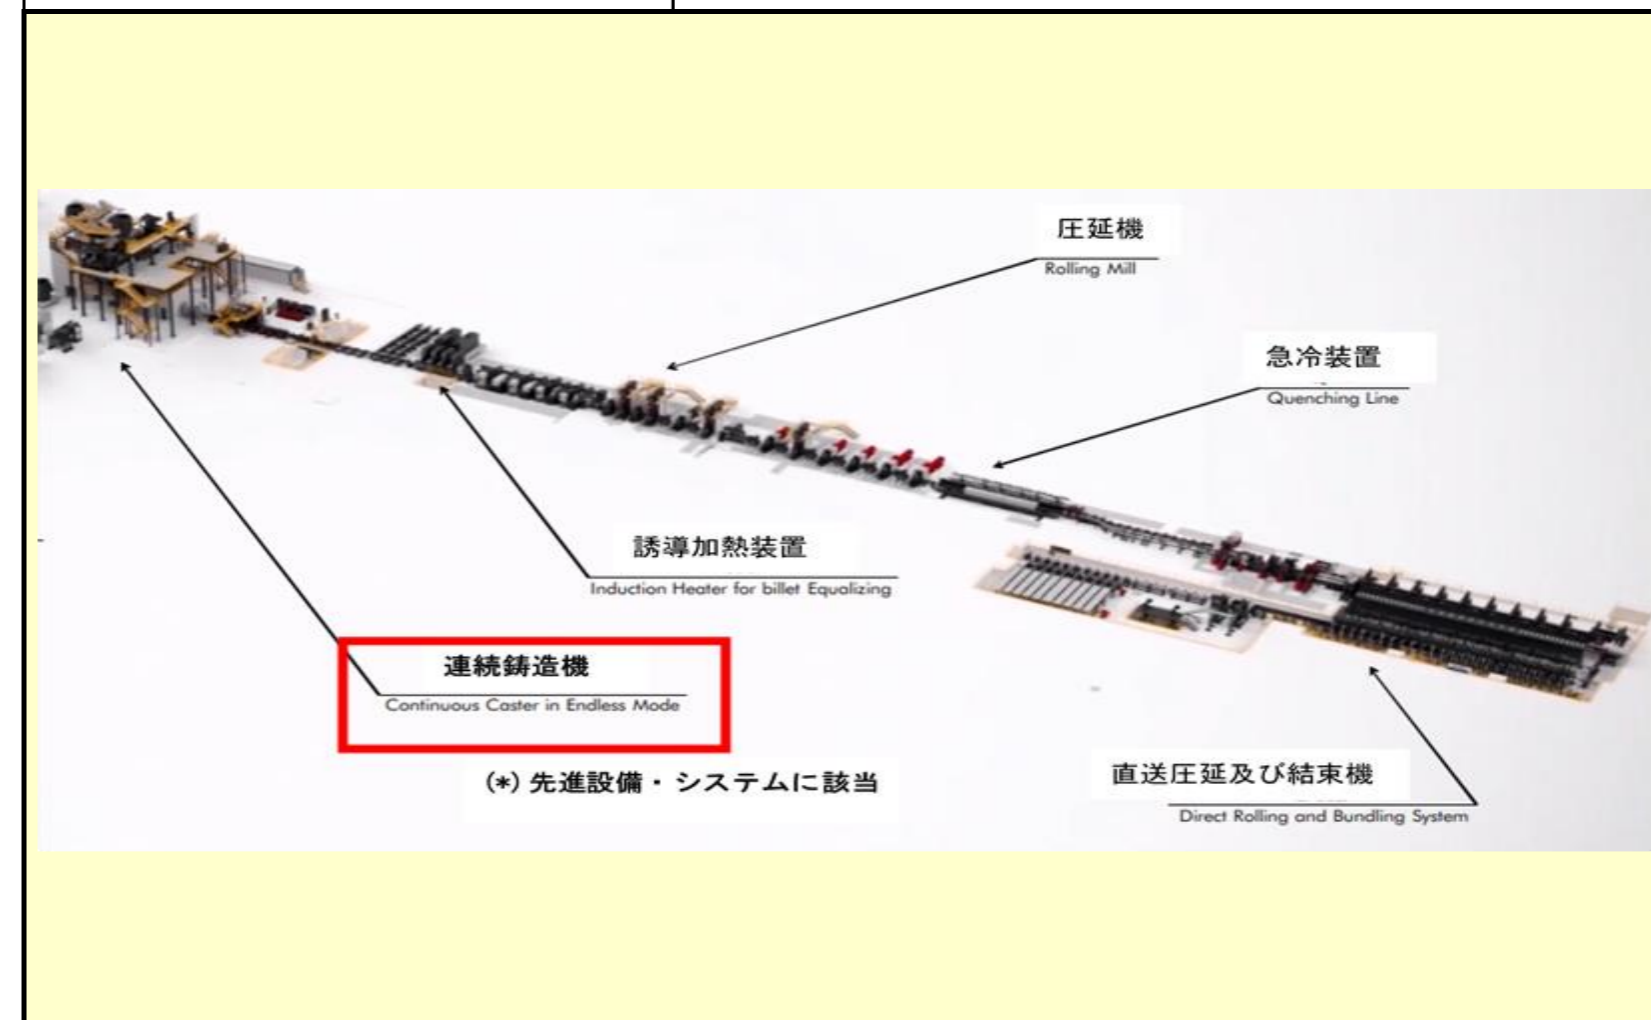 圧延機
Rolling Mill
急冷装置
Quenching Line
誘導加熱装置
Induction Heater for billet Equalizing
連続鋳造機
Continuous Caster in Endless Mode
(*) 先進設備・システムに該当
直送圧延及び結束機
Direct Rolling and Bundling System